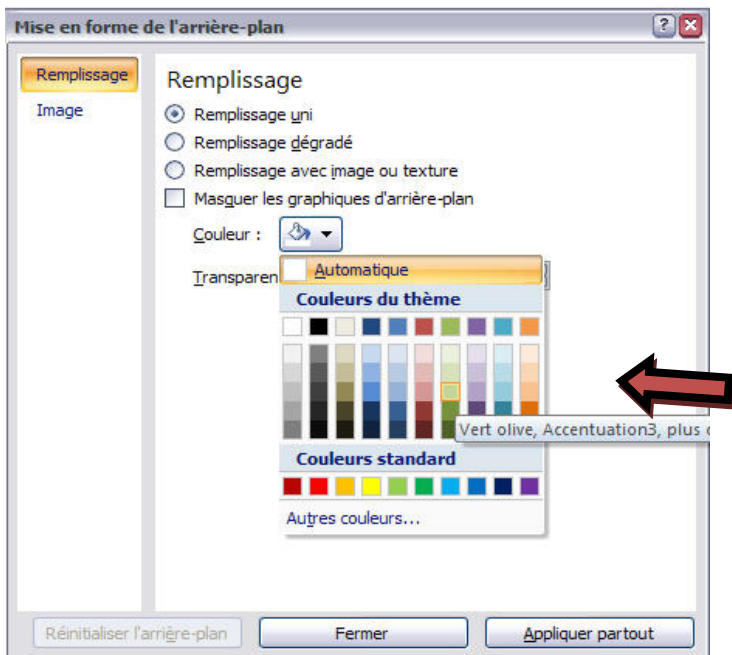 Mise en forme de l'arrière-plan
Remplissage
Image
Remplissage
Remplissage uni
Remplissage dégradé
Remplissage avec image ou texture
Masquer les graphiques d'arrière-plan
Couleur :
Transparen
Automatique
Couleurs du thème
Vert olive, Accentuation3, plus
Couleurs standard
Autres couleurs...
Réinitialiser l'arrière-plan
Fermer
Appliquer partout